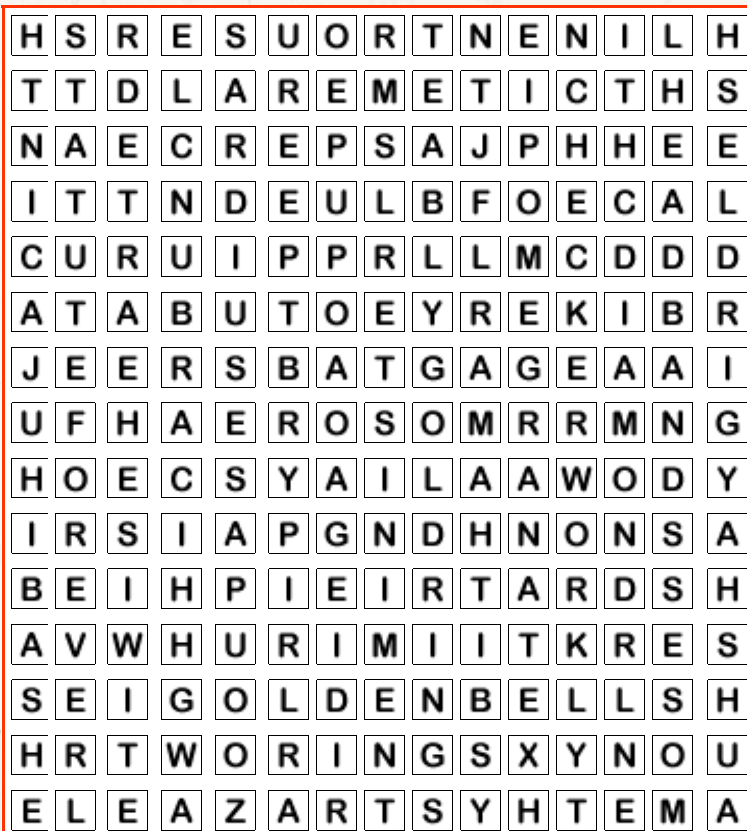 H S R E S U O R T N E N I L H
T T D L A R E M E T I C T H S
N A E C R E P S A J P H H E E
I T T N D E U L B F O E C A L
C U R U I P P R L L M C D D D
A T A B U T O E Y R E K I B R
J E E R S B A T G A G E A A I
U F H A E R O S O M R R M N G
H O E C S Y A I L A A W O D Y
I R S I A P G N D H N O N S A
B E I H P I E I R T A R D S H
A V W H U R I M I I T K R E S
S E I G O L D E N B E L L S H
H R T W O R I N G S X Y N O U
E L E A Z A R T S Y H T E M A